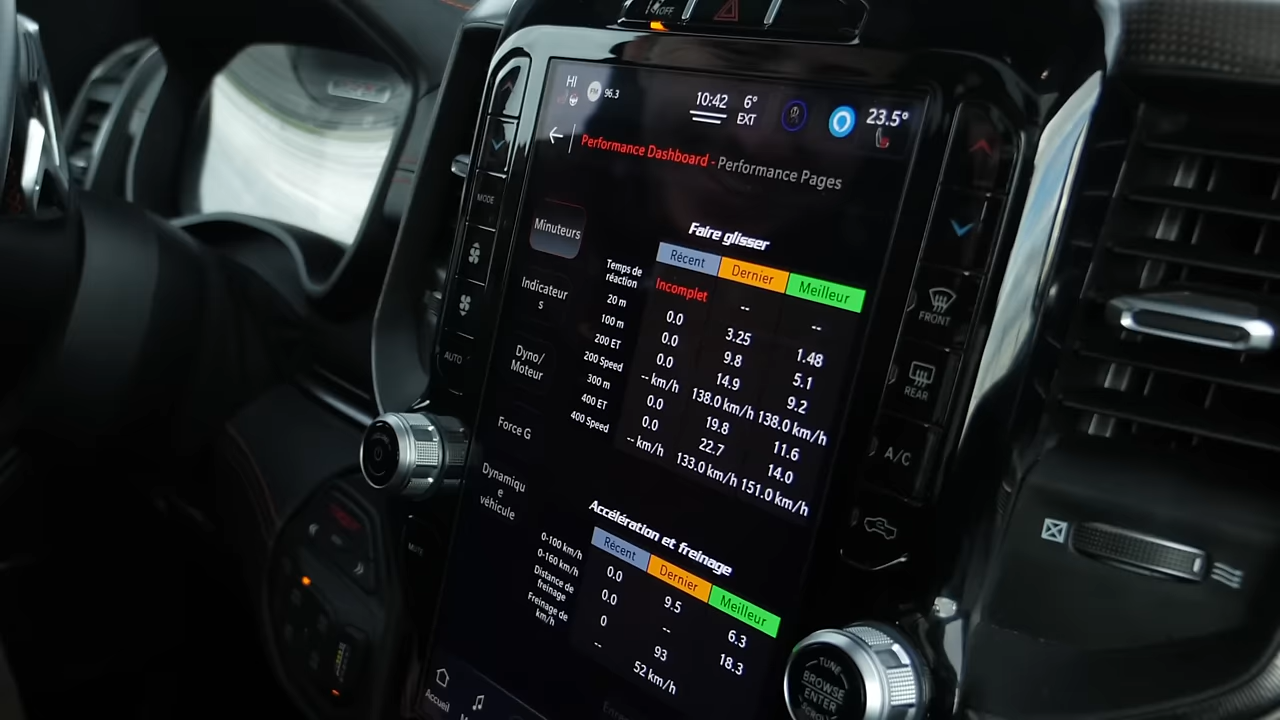 OFF
HI
FM 96.3
10:42
6°
EXT
23.5°
Performance Dashboard - Performance Pages
MODE
Minuteurs
Indicateur
s
Dyno/
Moteur
Force G
Dynamiqu
e
véhicule
Faire glisser
Récent Dernier Meilleur
Temps de
réaction Incomplet -- --
20 m 0.0 3.25 1.48
100 m 0.0 9.8 5.1
200 ET 0.0 14.9 9.2
200 Speed -- km/h 138.0 km/h 138.0 km/h
300 m 0.0 19.8 11.6
400 ET 0.0 22.7 14.0
400 Speed -- km/h 133.0 km/h 151.0 km/h
Accélération et freinage
Récent Dernier Meilleur
0-100 km/h 0.0 9.5 6.3
0-160 km/h 0.0 -- 18.3
Distance de
freinage 0 93
Freinage de
km/h -- 52 km/h
Accueil
AUTO
MUTE
FRONT
REAR
A/C
TUNE
BROWSE
ENTER
SCROLL